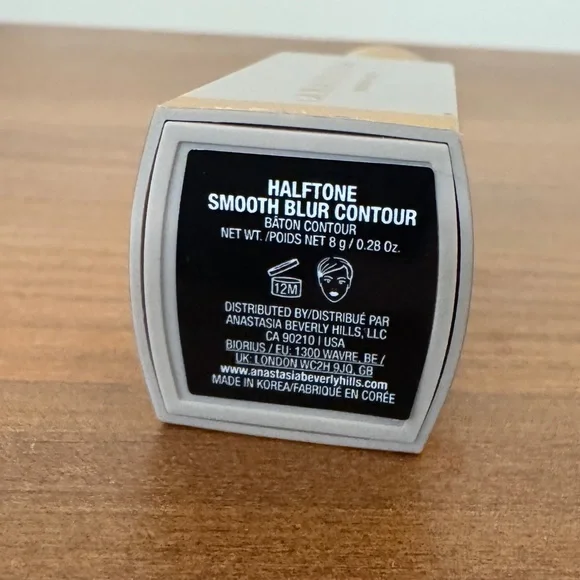 HALFTONE
SMOOTH BLUR CONTOUR
BÂTON CONTOUR
NET WT. /POIDS NET 8 g / 0.28 Oz.
12M
DISTRIBUTED BY/DISTRIBUÉ PAR
ANASTASIA BEVERLY HILLS, LLC
CA 90210 | USA
BIORIUS / EU: 1300 WAVRE, BE /
UK: LONDON WC2H 9JQ, GB
www.anastasiabeverlyhills.com
MADE IN KOREA/FABRIQUÉ EN CORÉE